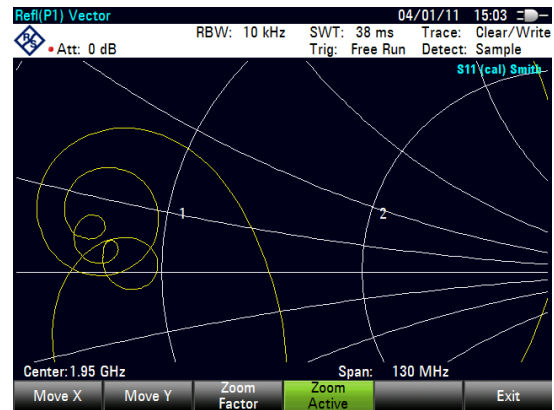 Refl(P1) Vector 04/01/11 15:03
RBW: 10 kHz SWT: 38 ms Trace: Clear/Write
Att: 0 dB Trig: Free Run Detect: Sample
S11 (cal) Smith
1
2
Center: 1.95 GHz Span: 130 MHz
Move X Move Y Zoom Factor Zoom Active Exit